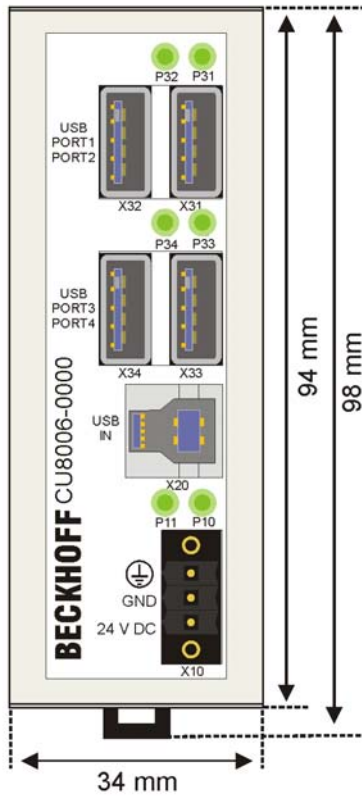 P32 P31
USB
PORT1
PORT2
X32 X31
P34 P33
USB
PORT3
PORT4
X34 X33
USB
IN
X20
P11 P10
GND
24 V DC
X10
BECKHOFF CU8006-0000
94 mm
98 mm
34 mm